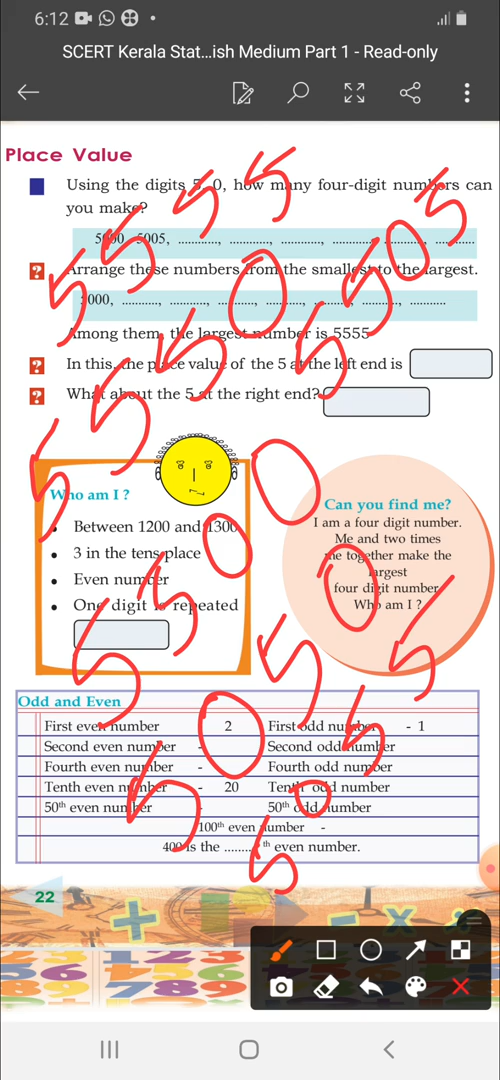 6:12
SCERT Kerala Stat...ish Medium Part 1 - Read-only
Place Value
Using the digits 5, 0, how many four-digit numbers can
you make?
5000, 5005, ............, ............, ............, ............, ............
Arrange these numbers from the smallest to the largest.
5000, ............, ............, ............, ............, ............, ............
Among them, the largest number is 5555
In this, the place value of the 5 at the left end is
What about the 5 at the right end?
5555
5505
5550
5500
5050
5055
Who am I ?
• Between 1200 and 1300
• 3 in the tens place
• Even number
• One digit is repeated
Can you find me?
I am a four digit number.
Me and two times
me together make the
largest
four digit number
Who am I ?
Odd and Even
First even number - 2 First odd number - 1
Second even number - Second odd number
Fourth even number - Fourth odd number
Tenth even number - 20 Tenth odd number
50th even number - 50th odd number
100th even number -
400 is the ........ th even number.
22